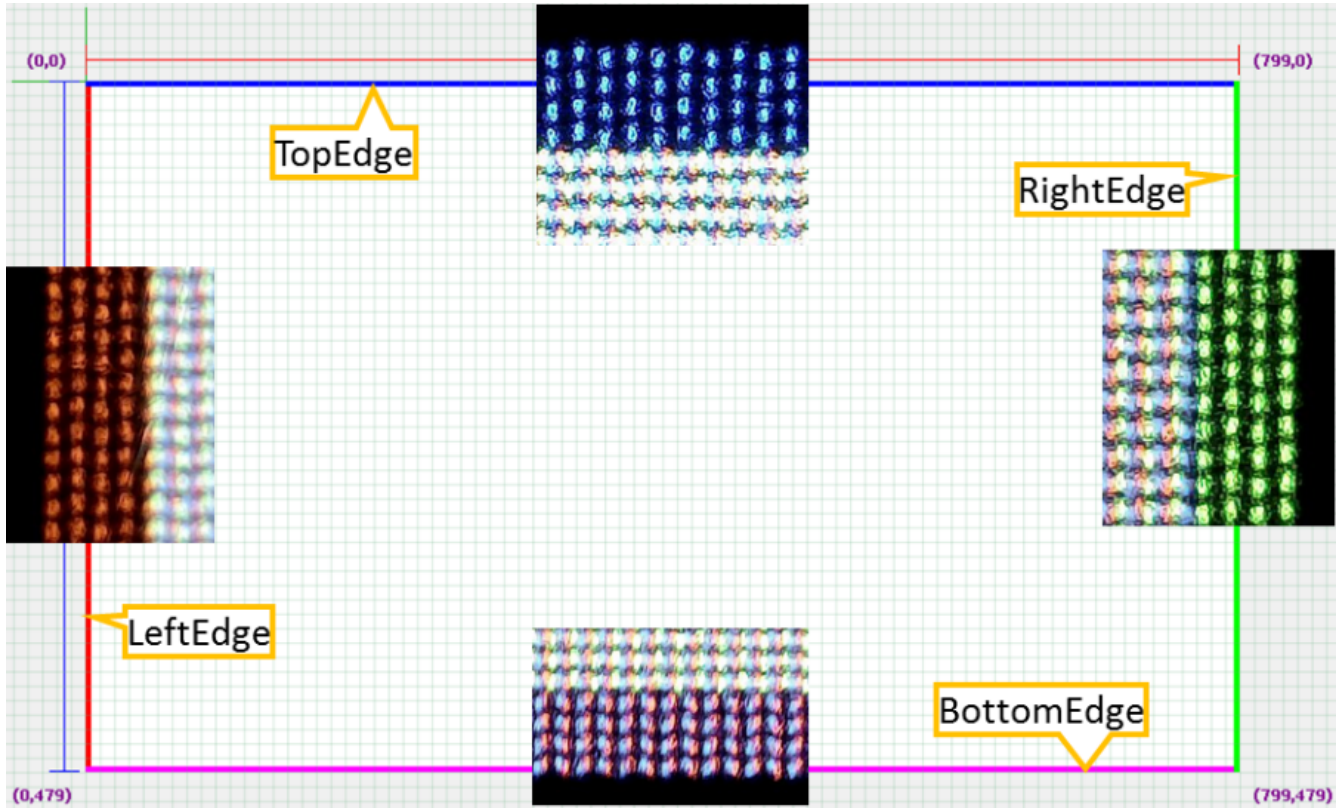 (0,0)
(799,0)
TopEdge
RightEdge
LeftEdge
BottomEdge
(0,479)
(799,479)